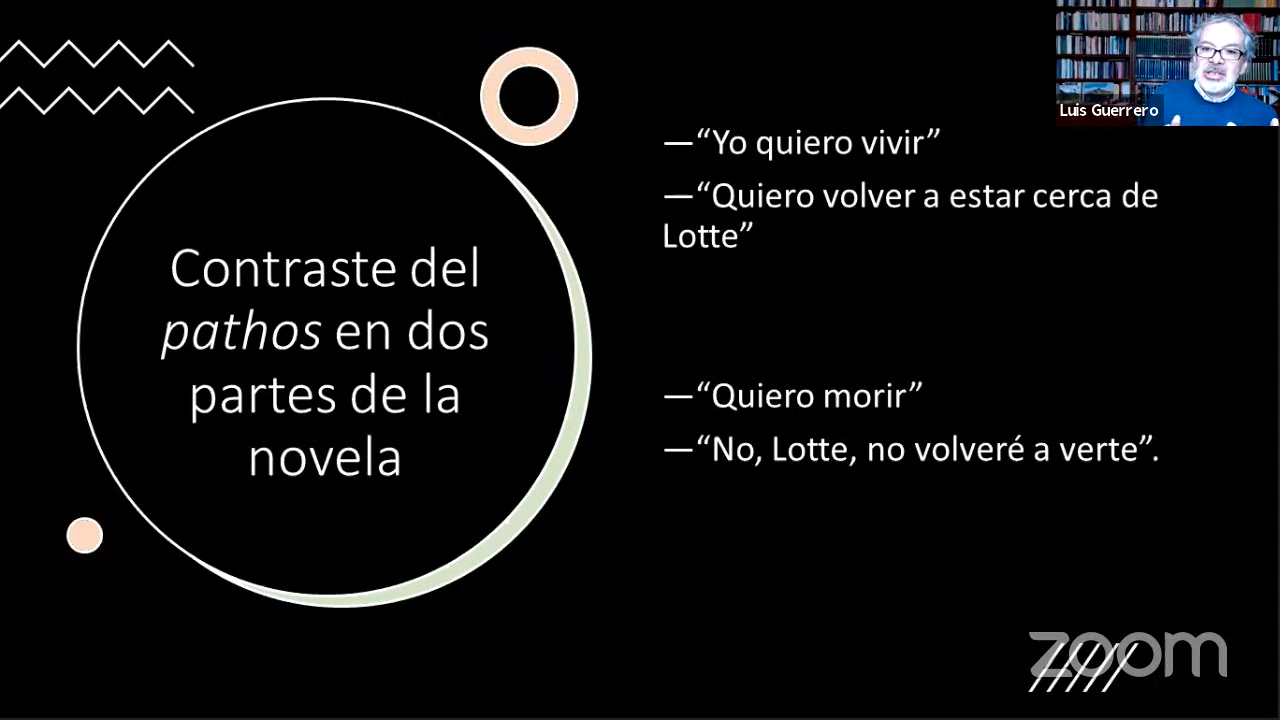 Contraste del
pathos en dos
partes de la
novela
—“Yo quiero vivir”
—“Quiero volver a estar cerca de
Lotte”
—“Quiero morir”
—“No, Lotte, no volveré a verte”.
Luis Guerrero
zoom